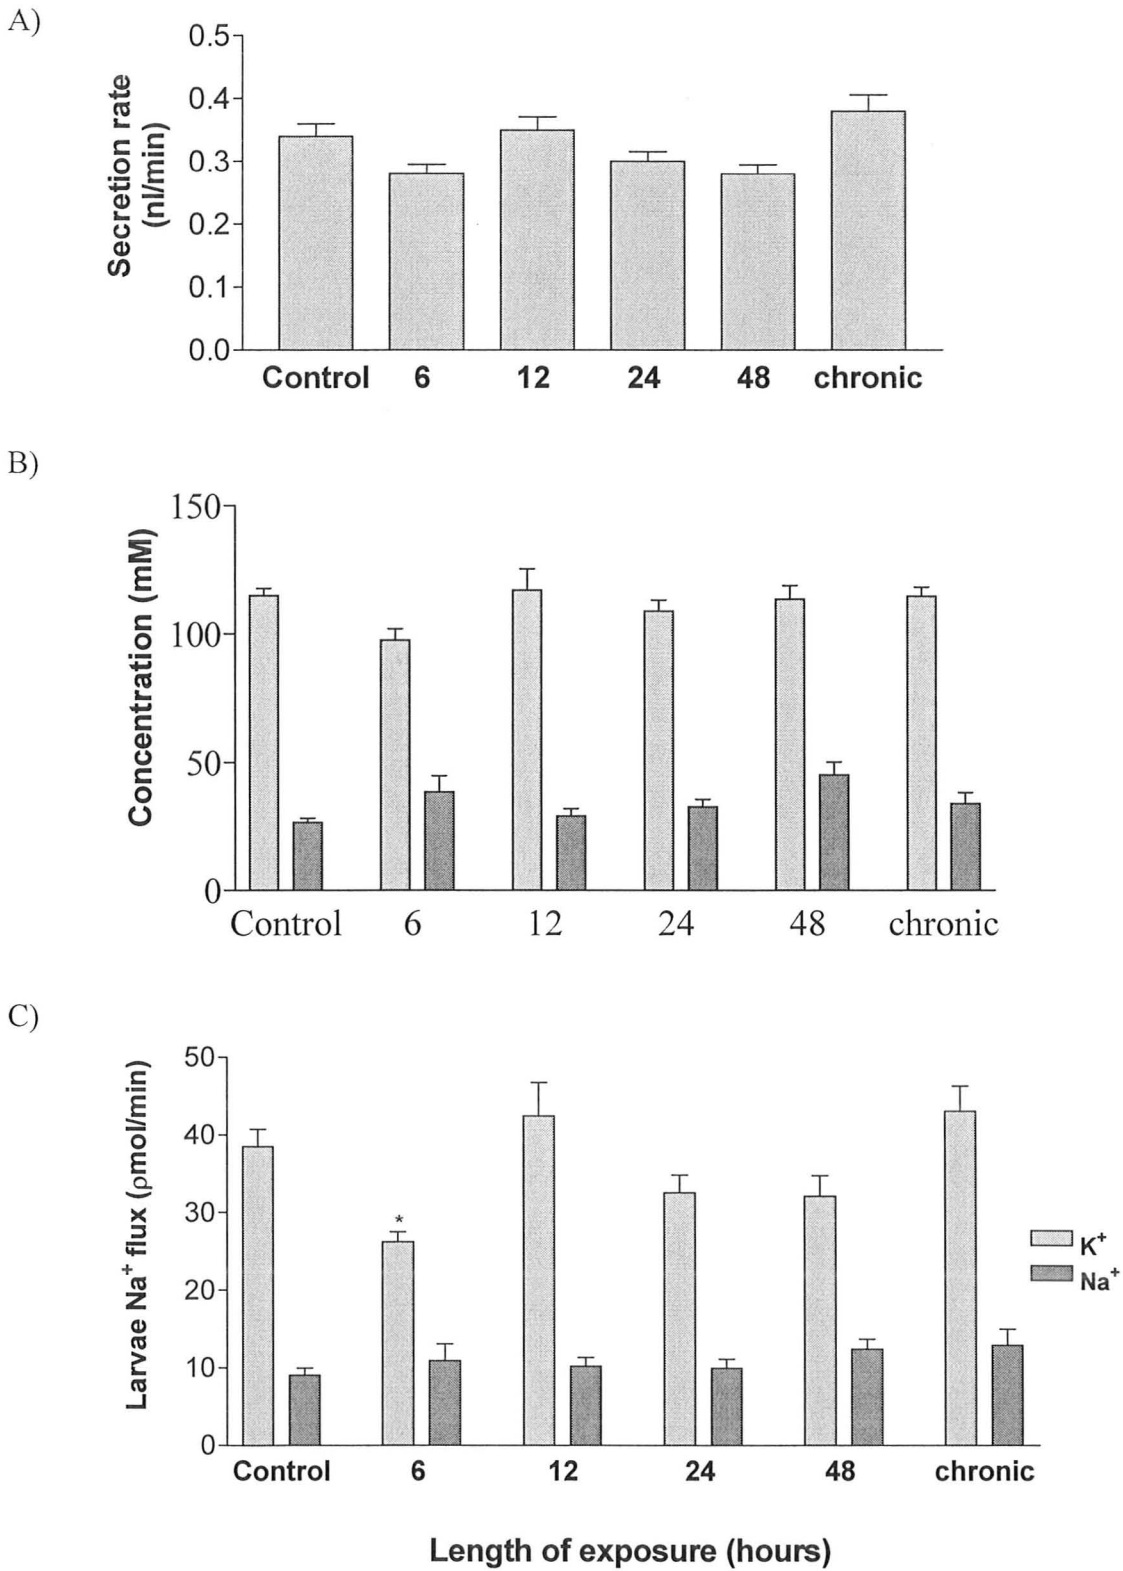 A)
0.5
0.4
0.3
0.2
0.1
0.0
Secretion rate
(nl/min)
Control 6 12 24 48 chronic
B)
150
100
50
0
Concentration (mM)
Control 6 12 24 48 chronic
C)
50
40
30
20
10
0
Larvae Na⁺ flux (ρmol/min)
*
K⁺
Na⁺
Control 6 12 24 48 chronic
Length of exposure (hours)